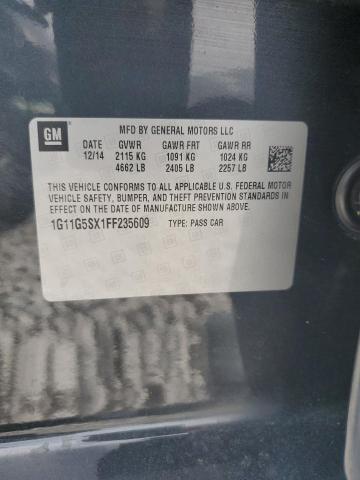 GM
MFD BY GENERAL MOTORS LLC
DATE GVWR GAWR FRT GAWR RR
12/14 2115 KG 1091 KG 1024 KG
4662 LB 2405 LB 2257 LB
THIS VEHICLE CONFORMS TO ALL APPLICABLE U.S. FEDERAL MOTOR
VEHICLE SAFETY, BUMPER, AND THEFT PREVENTION STANDARDS IN
EFFECT ON THE DATE OF MANUFACTURE SHOWN ABOVE.
1G11G5SX1FF235609 TYPE: PASS CAR